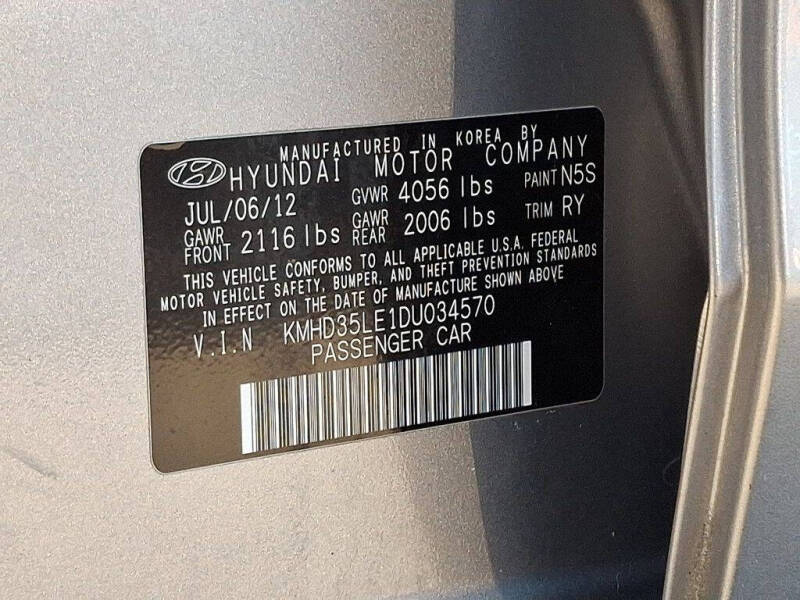 MANUFACTURED IN KOREA BY
HYUNDAI MOTOR COMPANY
JUL/06/12 GVWR 4056 lbs PAINT N5S
GAWR FRONT 2116 lbs GAWR REAR 2006 lbs TRIM RY
THIS VEHICLE CONFORMS TO ALL APPLICABLE U.S.A. FEDERAL
MOTOR VEHICLE SAFETY, BUMPER, AND THEFT PREVENTION STANDARDS
IN EFFECT ON THE DATE OF MANUFACTURE SHOWN ABOVE
V.I.N KMHD35LE1DU034570
PASSENGER CAR